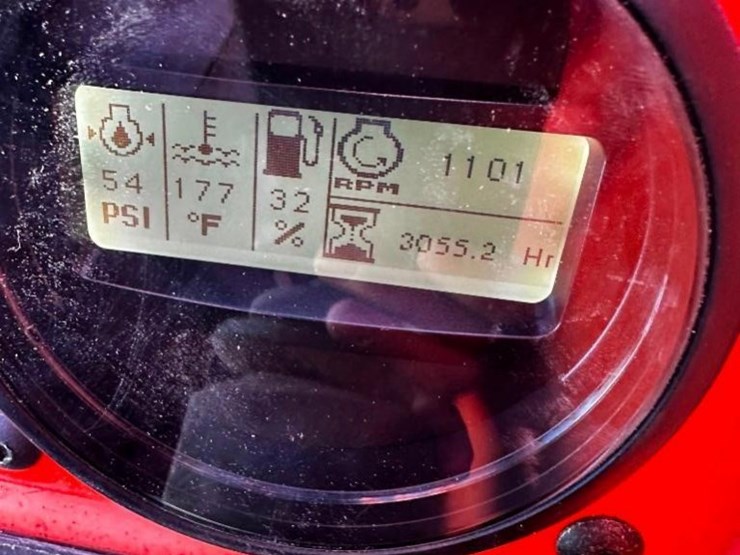 54 PSI
177 °F
32 %
RPM 1101
3055.2 Hr